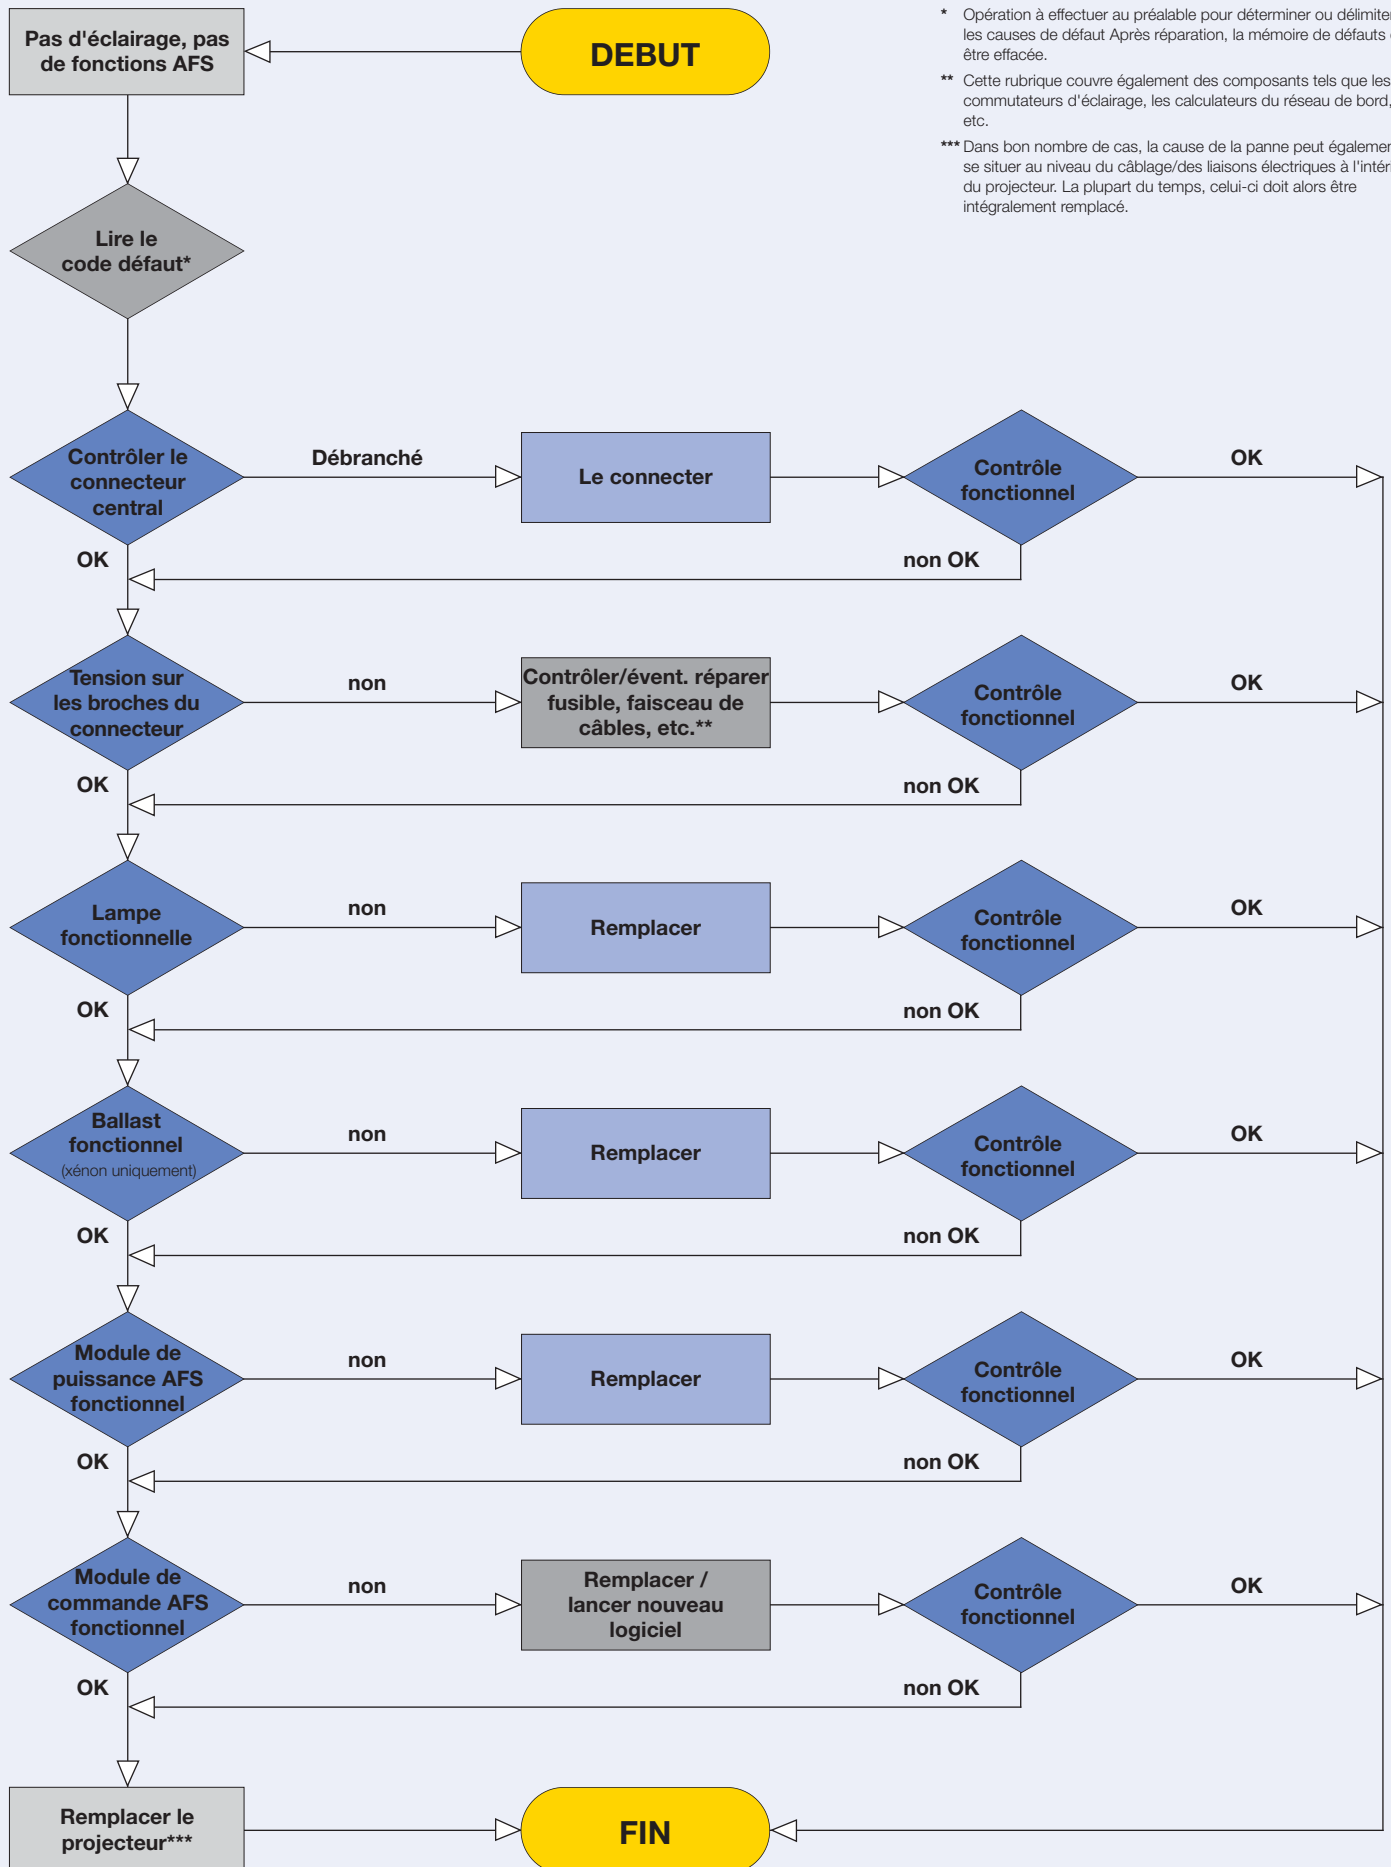 Pas d'éclairage, pas
de fonctions AFS
DEBUT
* Opération à effectuer au préalable pour déterminer ou délimiter
les causes de défaut Après réparation, la mémoire de défauts
être effacée.
** Cette rubrique couvre également des composants tels que les
commutateurs d'éclairage, les calculateurs du réseau de bord,
etc.
*** Dans bon nombre de cas, la cause de la panne peut également
se situer au niveau du câblage/des liaisons électriques à
du projecteur. La plupart du temps, celui-ci doit alors être
intégralement remplacé.
Lire le
code défaut*
Contrôler le
connecteur
central
Débranché
Le connecter
Contrôle
fonctionnel
OK
OK
non OK
Tension sur
les broches du
connecteur
non
Contrôler/évent. réparer
fusible, faisceau de
câbles, etc.**
Contrôle
fonctionnel
OK
OK
non OK
Lampe
fonctionnelle
non
Remplacer
Contrôle
fonctionnel
OK
OK
non OK
Ballast
fonctionnel
(xénon uniquement)
non
Remplacer
Contrôle
fonctionnel
OK
OK
non OK
Module de
puissance AFS
fonctionnel
non
Remplacer
Contrôle
fonctionnel
OK
OK
non OK
Module de
commande AFS
fonctionnel
non
Remplacer /
lancer nouveau
logiciel
Contrôle
fonctionnel
OK
OK
non OK
Remplacer le
projecteur***
FIN